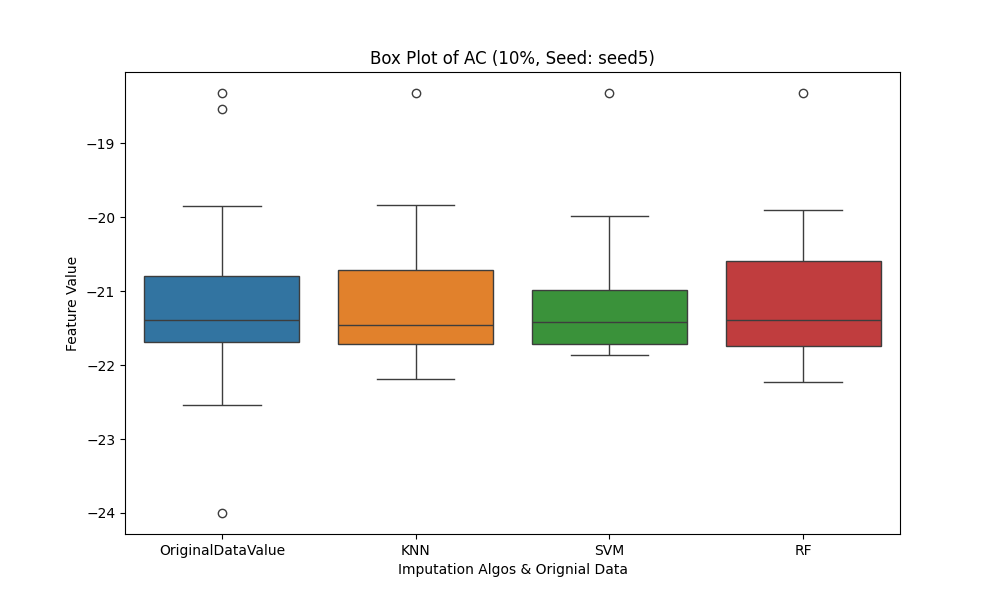 Box Plot of AC (10%, Seed: seed5)
Feature Value
−19
−20
−21
−22
−23
−24
OriginalDataValue
KNN
SVM
RF
Imputation Algos & Orignial Data